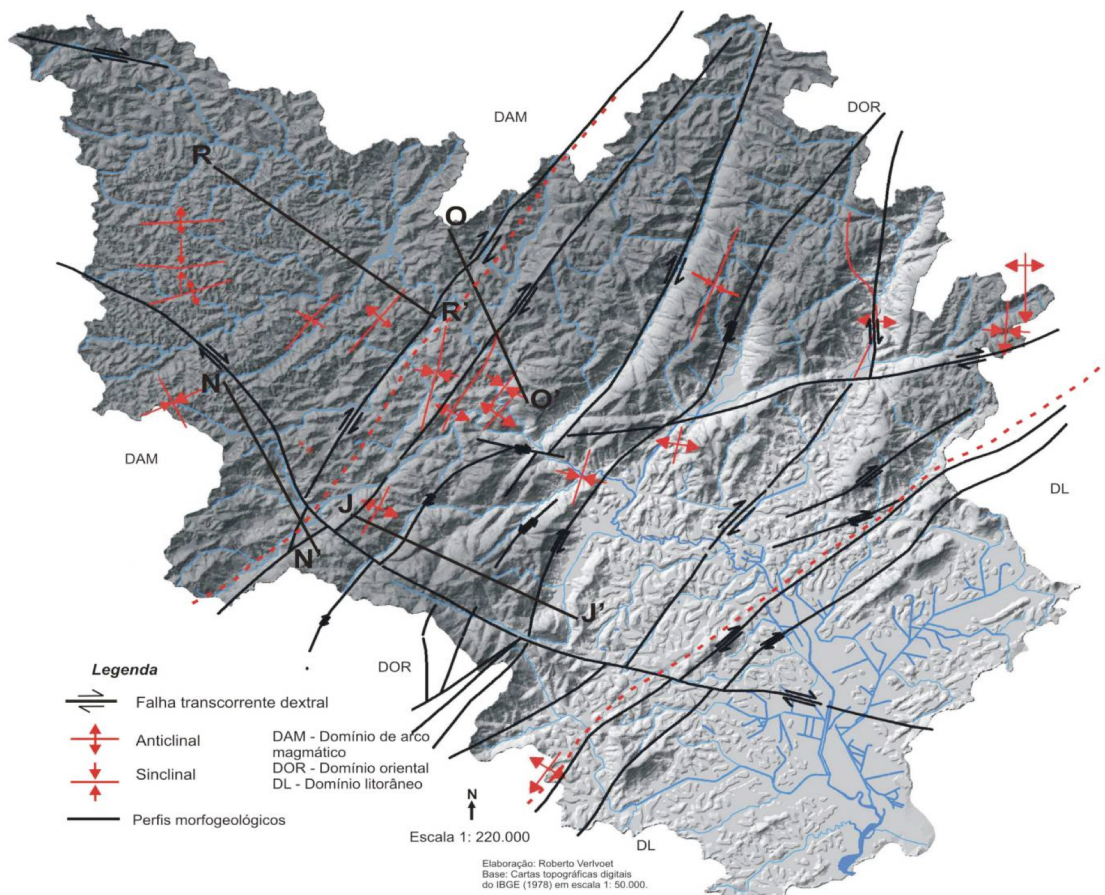 DAM
DOR
R
O
R'
O'
N
DAM
DL
J
N'
J'
DOR
Legenda
Falha transcorrente dextral
Anticlinal
Sinclinal
Perfis morfogeológicos
DAM - Domínio de arco
magmático
DOR - Domínio oriental
DL - Domínio litorâneo
N
Escala 1: 220.000
DL
Elaboração: Roberto Verlvoet
Base: Cartas topográficas digitais
do IBGE (1978) em escala 1: 50.000.